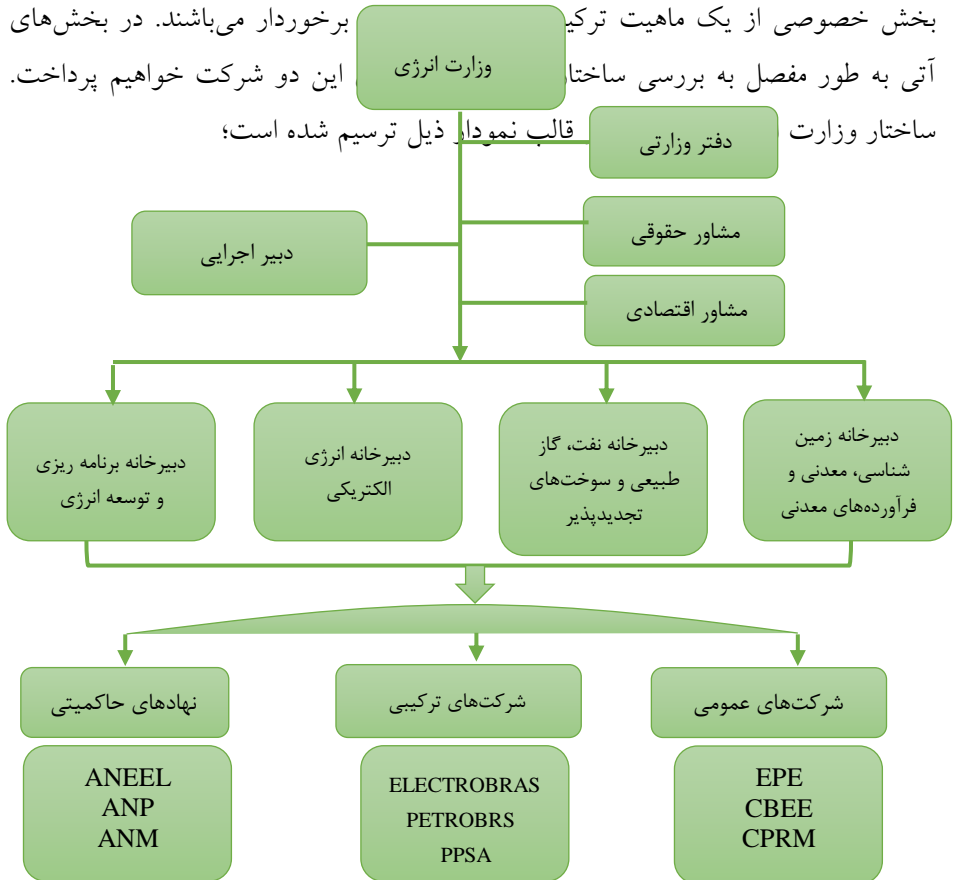 بخش خصوصی از یک ماهیت ترکیبی برخوردار می‌باشند. در بخش‌های
آتی به طور مفصل به بررسی ساختار این دو شرکت خواهیم پرداخت.
ساختار وزارت قالب نمودار ذیل ترسیم شده است؛
وزارت انرژی
دفتر وزارتی
مشاور حقوقی
دبیر اجرایی
مشاور اقتصادی
دبیرخانه زمین
شناسی، معدنی و
فرآورده‌های معدنی
دبیرخانه نفت، گاز
طبیعی و سوخت‌های
تجدیدپذیر
دبیرخانه انرژی
الکتریکی
دبیرخانه برنامه ریزی
و توسعه انرژی
شرکت‌های عمومی
شرکت‌های ترکیبی
نهادهای حاکمیتی
EPE
CBEE
CPRM
ELECTROBRAS
PETROBRS
PPSA
ANEEL
ANP
ANM